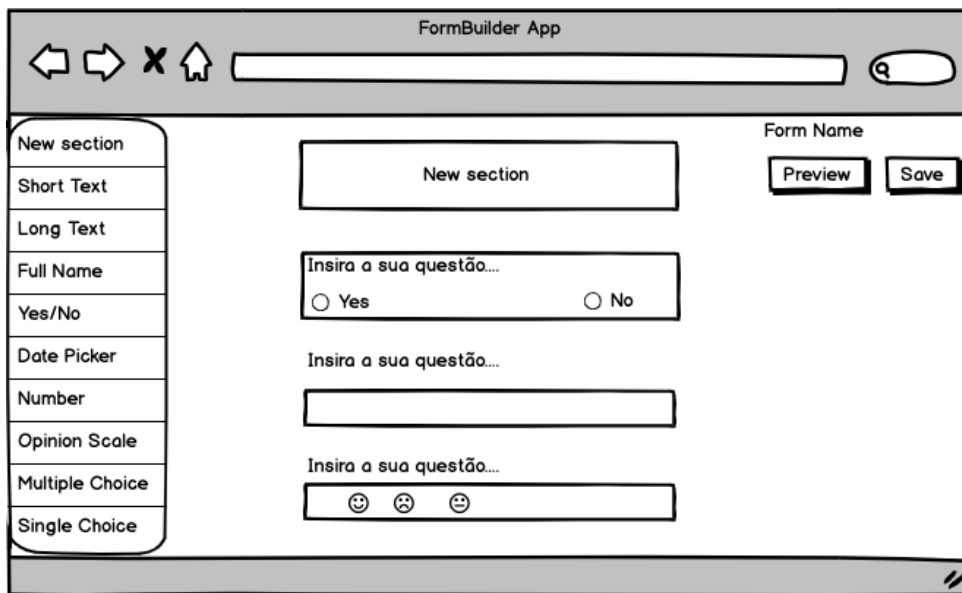 FormBuilder App
New section
Short Text
Long Text
Full Name
Yes/No
Date Picker
Number
Opinion Scale
Multiple Choice
Single Choice
New section
Insira a sua questão....
Yes No
Insira a sua questão....
Insira a sua questão....
Form Name
Preview Save